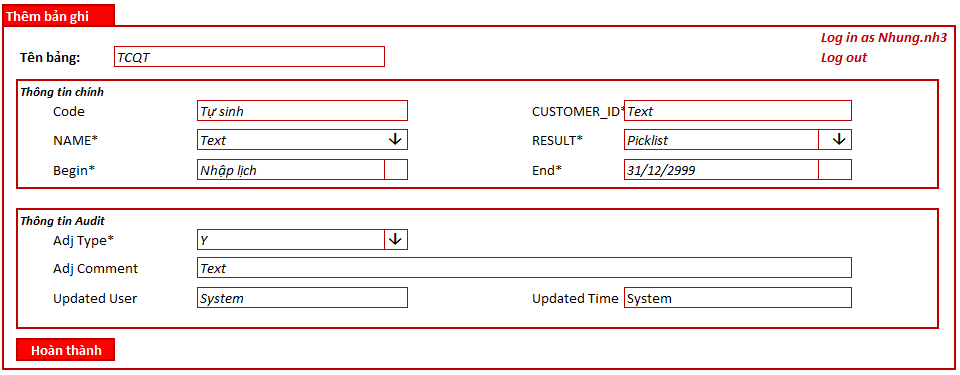 Thêm bản ghi
Log in as Nhung.nh3
Tên bảng: TCQT Log out
Thông tin chính
Code Tự sinh CUSTOMER_ID* Text
NAME* Text RESULT* Picklist
Begin* Nhập lịch End* 31/12/2999
Thông tin Audit
Adj Type* Y
Adj Comment Text
Updated User System Updated Time System
Hoàn thành